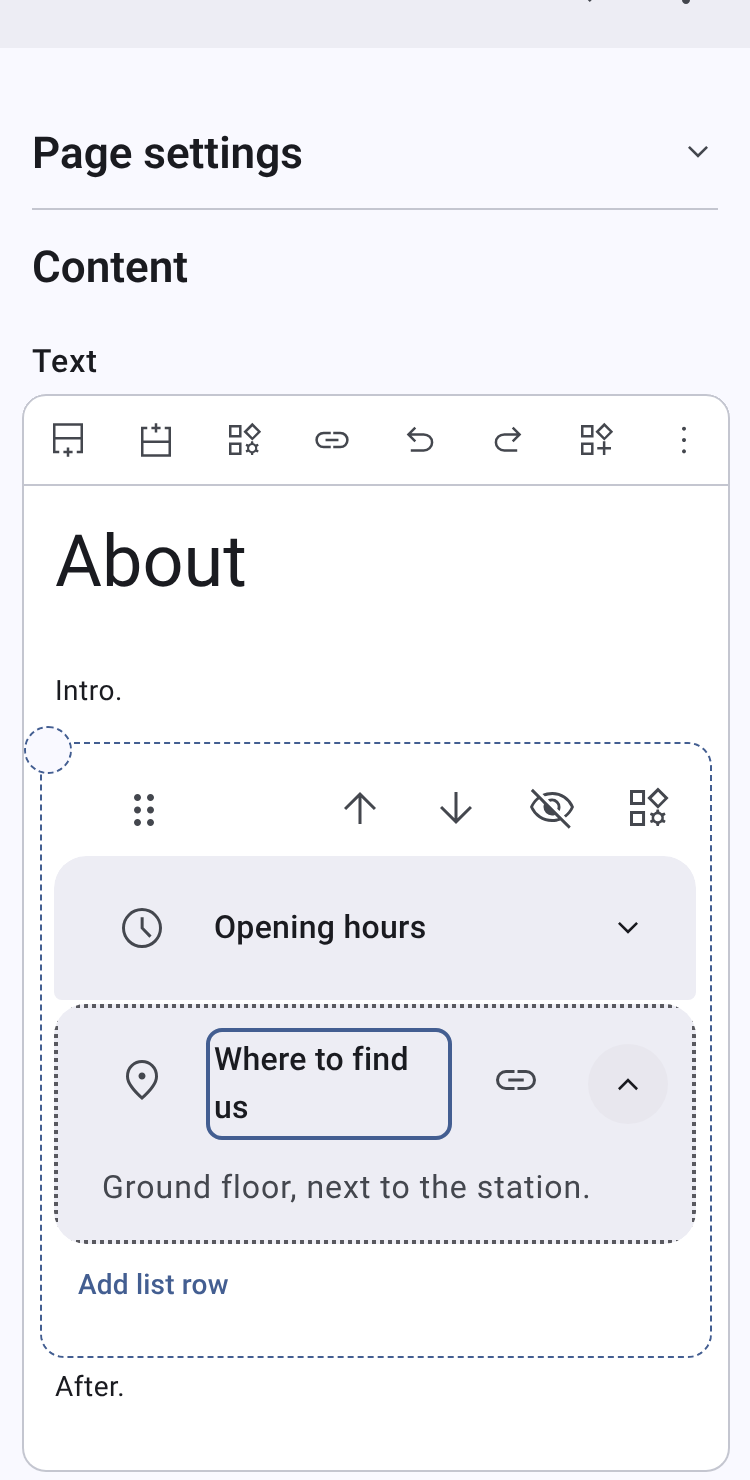 Page settings
Content
Text
About
Intro.
Opening hours
Where to find
us
Ground floor, next to the station.
Add list row
After.